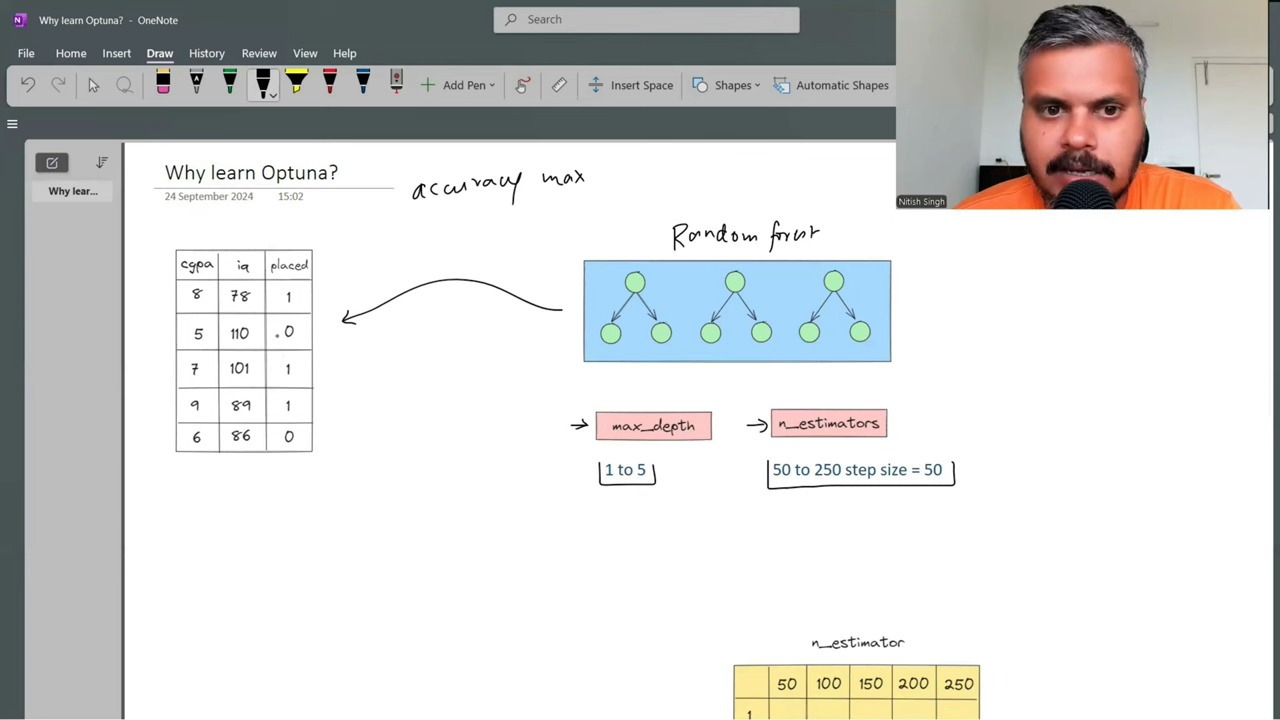 Why learn Optuna? - OneNote
Search
File Home Insert Draw History Review View Help
Add Pen
Insert Space
Shapes
Automatic Shapes
Nitish Singh
Why lear...
Why learn Optuna?
24 September 2024 15:02
accuracy max
Random forest
cgpa iq placed
8 78 1
5 110 0
7 101 1
9 89 1
6 86 0
max_depth n_estimators
1 to 5 50 to 250 step size = 50
n_estimator
50 100 150 200 250
1